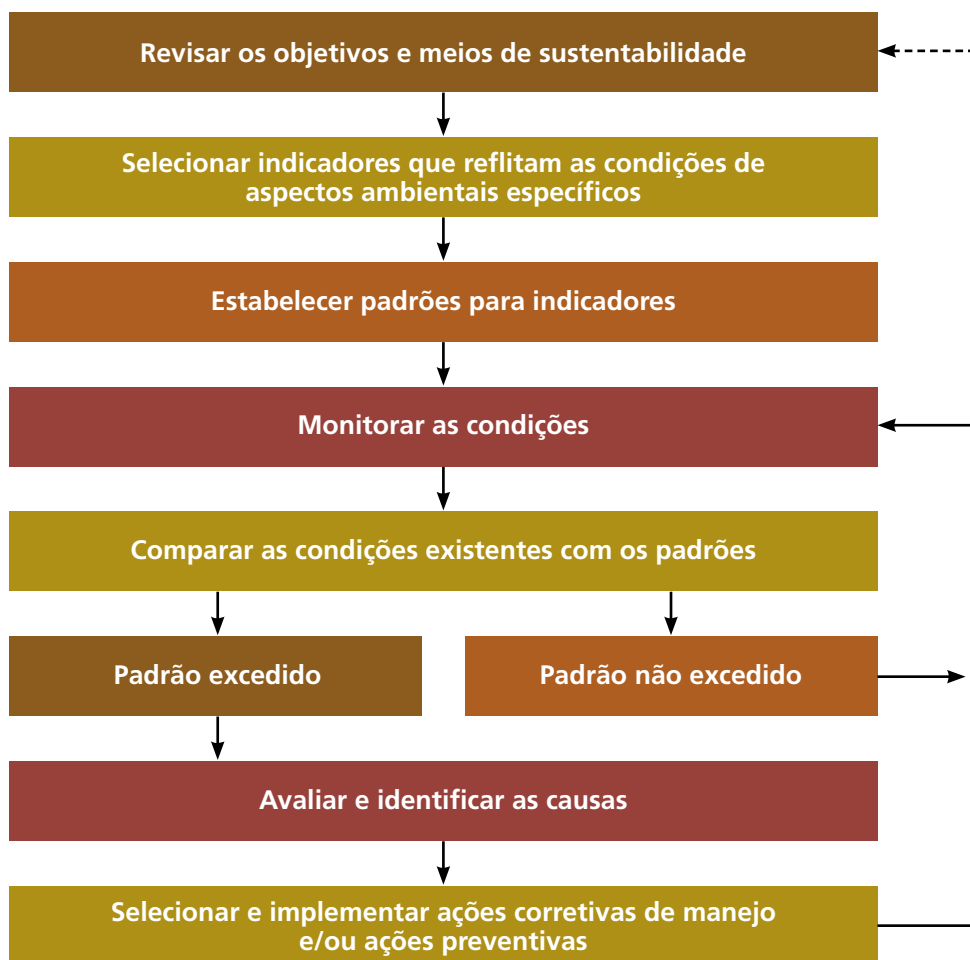 Revisar os objetivos e meios de sustentabilidade
Selecionar indicadores que reflitam as condições de
aspectos ambientais específicos
Estabelecer padrões para indicadores
Monitorar as condições
Comparar as condições existentes com os padrões
Padrão excedido
Padrão não excedido
Avaliar e identificar as causas
Selecionar e implementar ações corretivas de manejo
e/ou ações preventivas